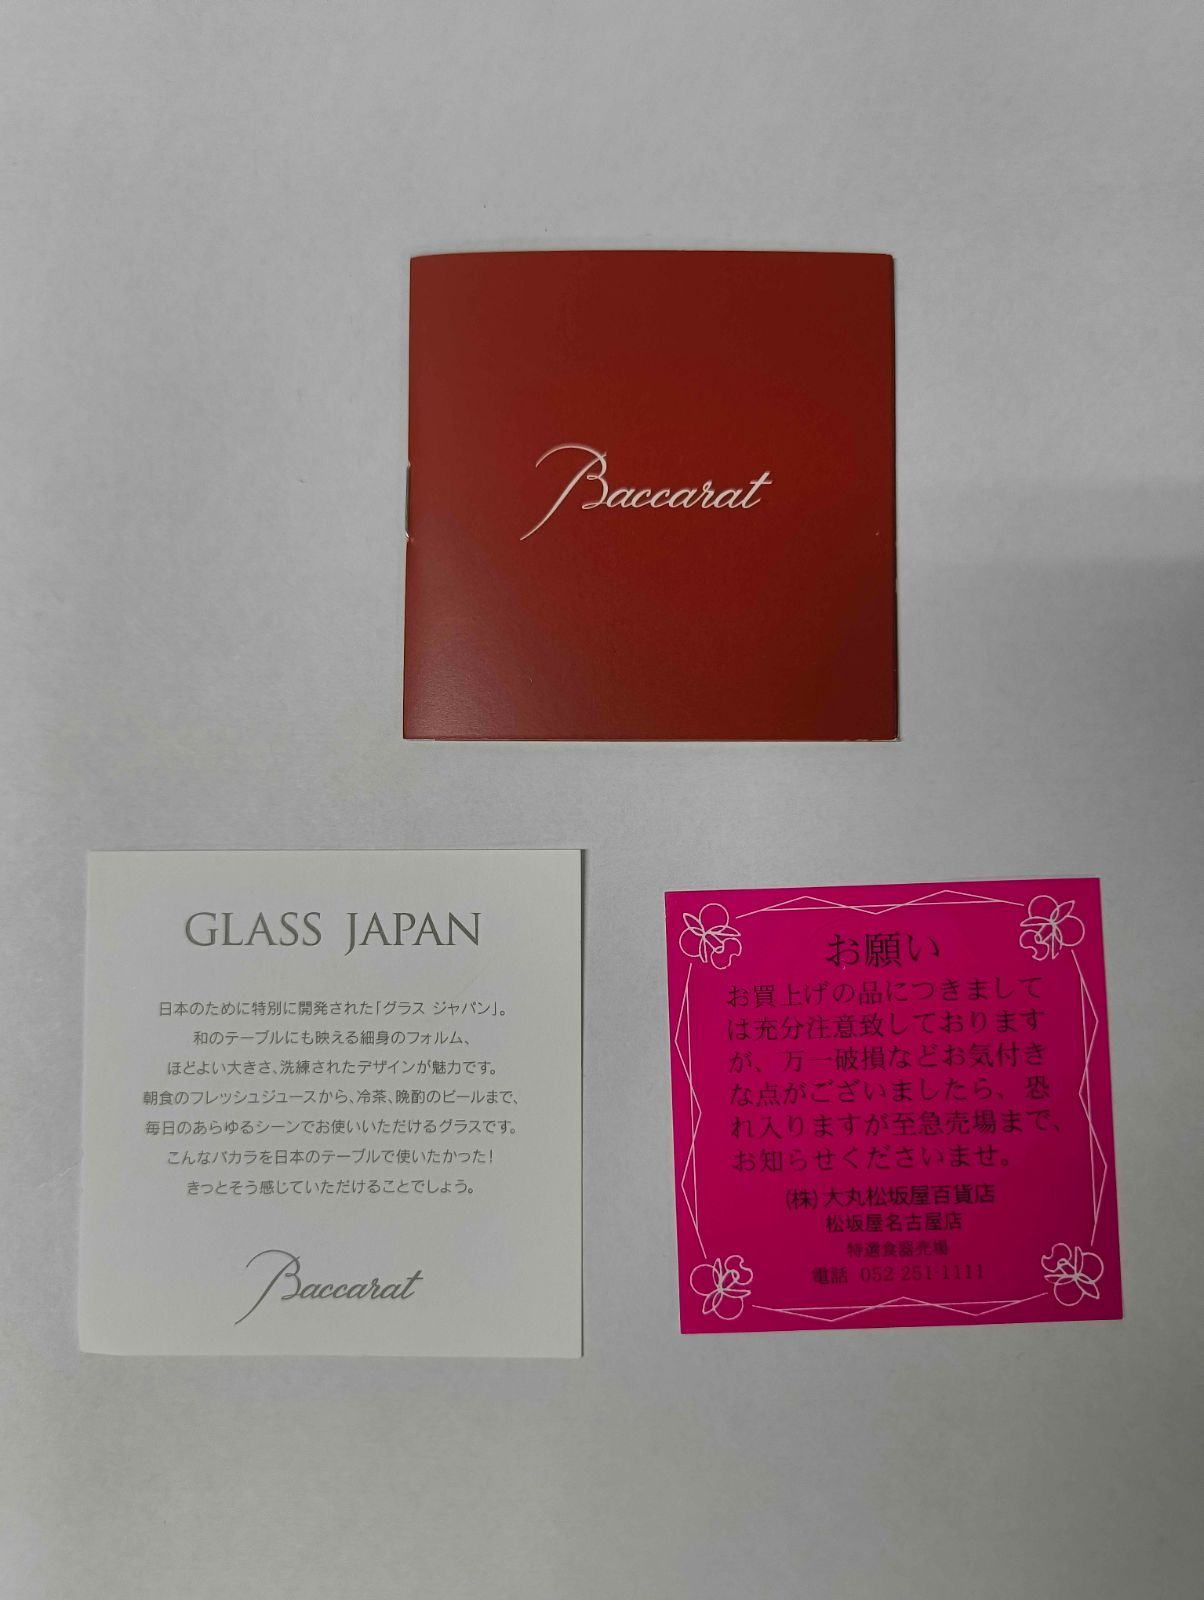 Baccarat
GLASS JAPAN
日本のために特別に開発された「グラス ジャパン」。
和のテーブルにも映える細身のフォルム、
ほどよい大きさ、洗練されたデザインが魅力です。
朝食のフレッシュジュースから、冷茶、晩酌のビールまで、
毎日のあらゆるシーンでお使いいただけるグラスです。
こんなバカラを日本のテーブルで使いたかった!
きっとそう感じていただけることでしょう。
Baccarat
お願い
お買上げの品につきまして
は充分注意致しております
が、万一破損などお気付き
な点がございましたら、恐
れ入りますが至急売場まで、
お知らせくださいませ。
(株)大丸松坂屋百貨店
松坂屋名古屋店
特選食器売場
電話 052-251-1111